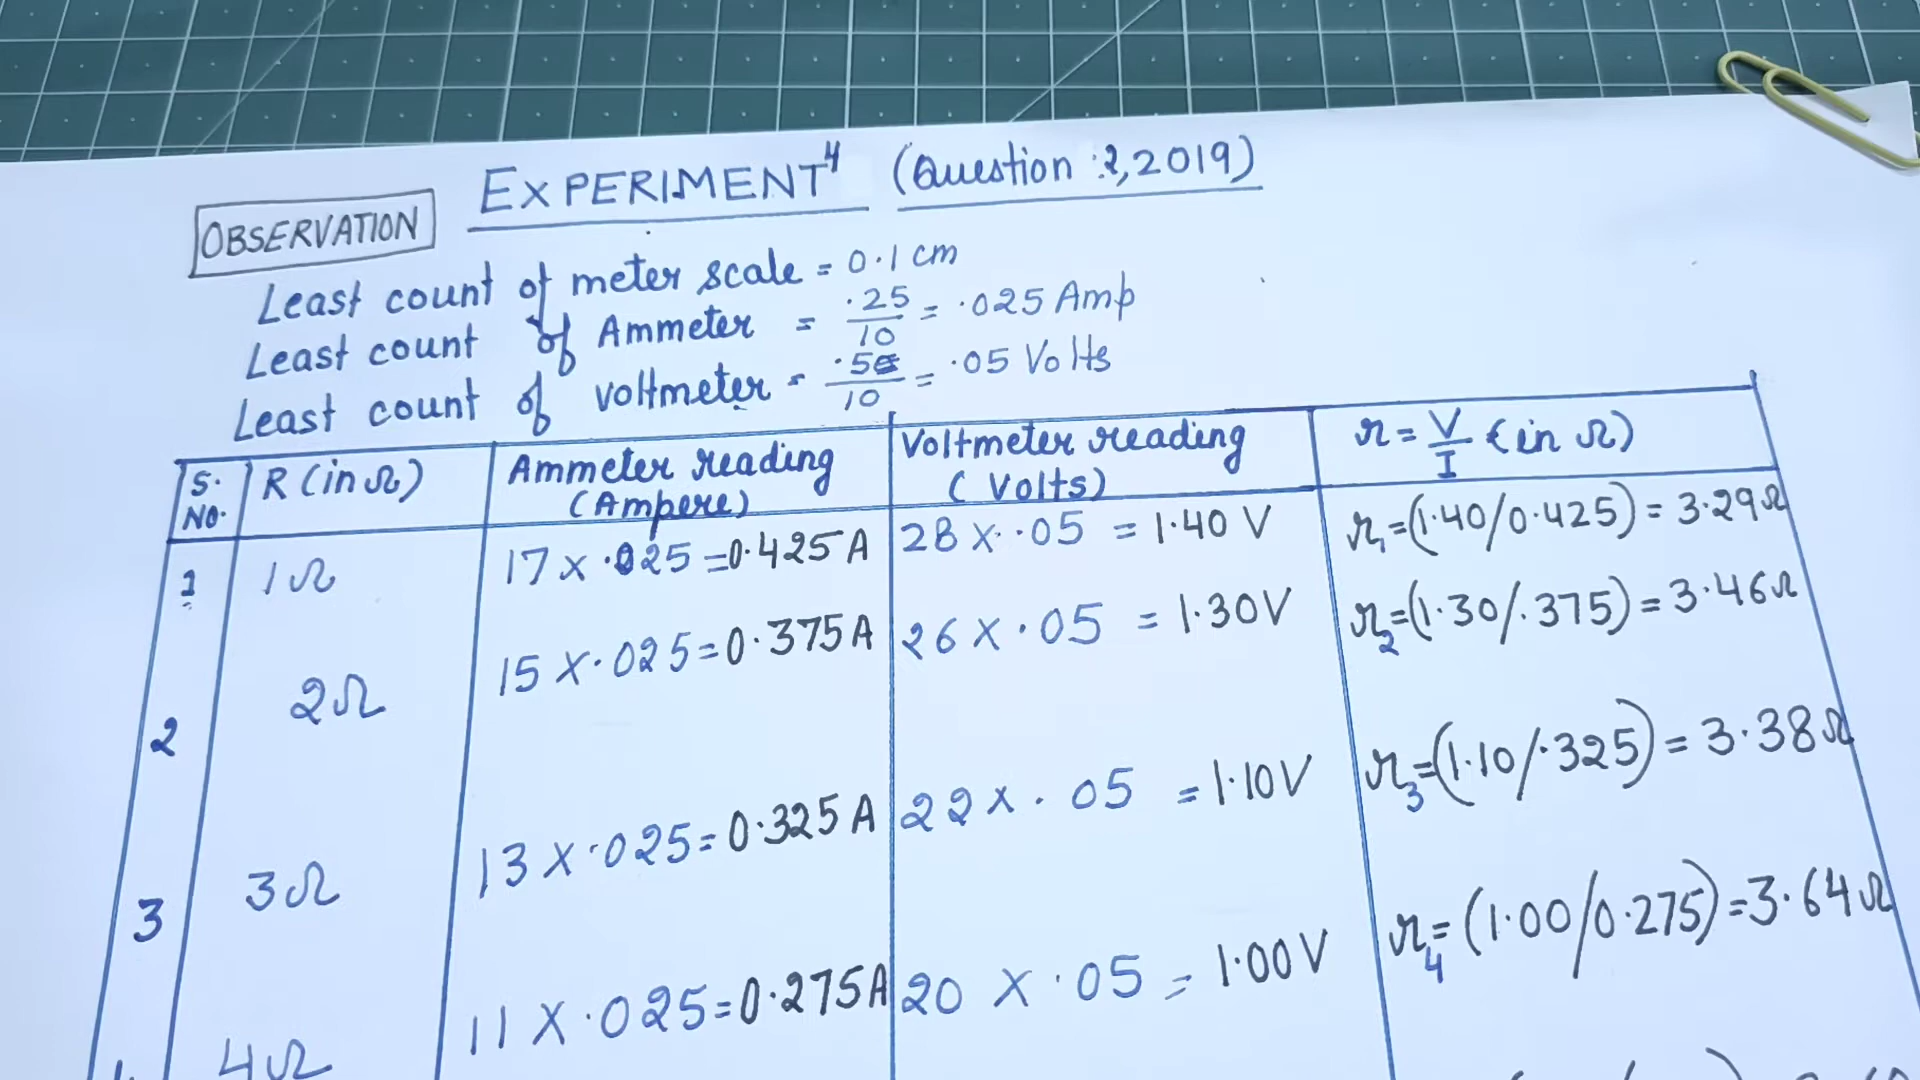 EXPERIMENT 4 (Question :2, 2019)
OBSERVATION
Least count of meter scale = 0.1 cm
Least count of Ammeter = .25/10 = .025 Amp
Least count of voltmeter = .5/10 = .05 Volts
S. No. R (in Ω) Ammeter reading (Ampere) Voltmeter reading (Volts) r = V/I (in Ω)
1 1Ω 17 x .025 = 0.425 A 28 x .05 = 1.40 V r1 = (1.40/0.425) = 3.29Ω
2 2Ω 15 x .025 = 0.375 A 26 x .05 = 1.30V r2 = (1.30/.375) = 3.46Ω
3 3Ω 13 x .025 = 0.325 A 22 x .05 = 1.10V r3 = (1.10/.325) = 3.38Ω
4Ω 11 x .025 = 0.275A 20 x .05 = 1.00V r4 = (1.00/0.275) = 3.64Ω